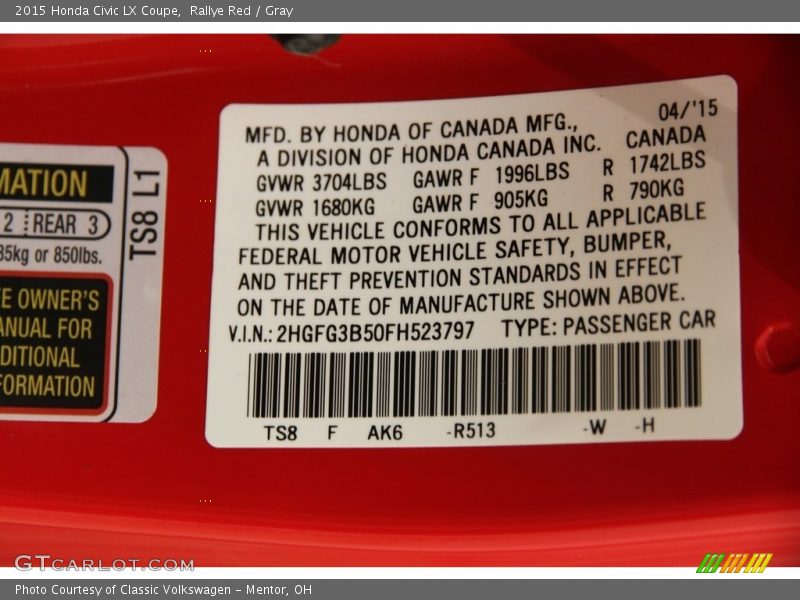 2015 Honda Civic LX Coupe, Rallye Red / Gray
MATION
2 REAR 3
35kg or 850lbs.
E OWNER'S
ANUAL FOR
DITIONAL
FORMATION
TS8 L1
04/'15
MFD. BY HONDA OF CANADA MFG.,
A DIVISION OF HONDA CANADA INC. CANADA
GVWR 3704LBS GAWR F 1996LBS R 1742LBS
GVWR 1680KG GAWR F 905KG R 790KG
THIS VEHICLE CONFORMS TO ALL APPLICABLE
FEDERAL MOTOR VEHICLE SAFETY, BUMPER,
AND THEFT PREVENTION STANDARDS IN EFFECT
ON THE DATE OF MANUFACTURE SHOWN ABOVE.
V.I.N.: 2HGFG3B50FH523797 TYPE: PASSENGER CAR
TS8 F AK6 -R513 -W -H
GTCARLOT.COM
Photo Courtesy of Classic Volkswagen - Mentor, OH